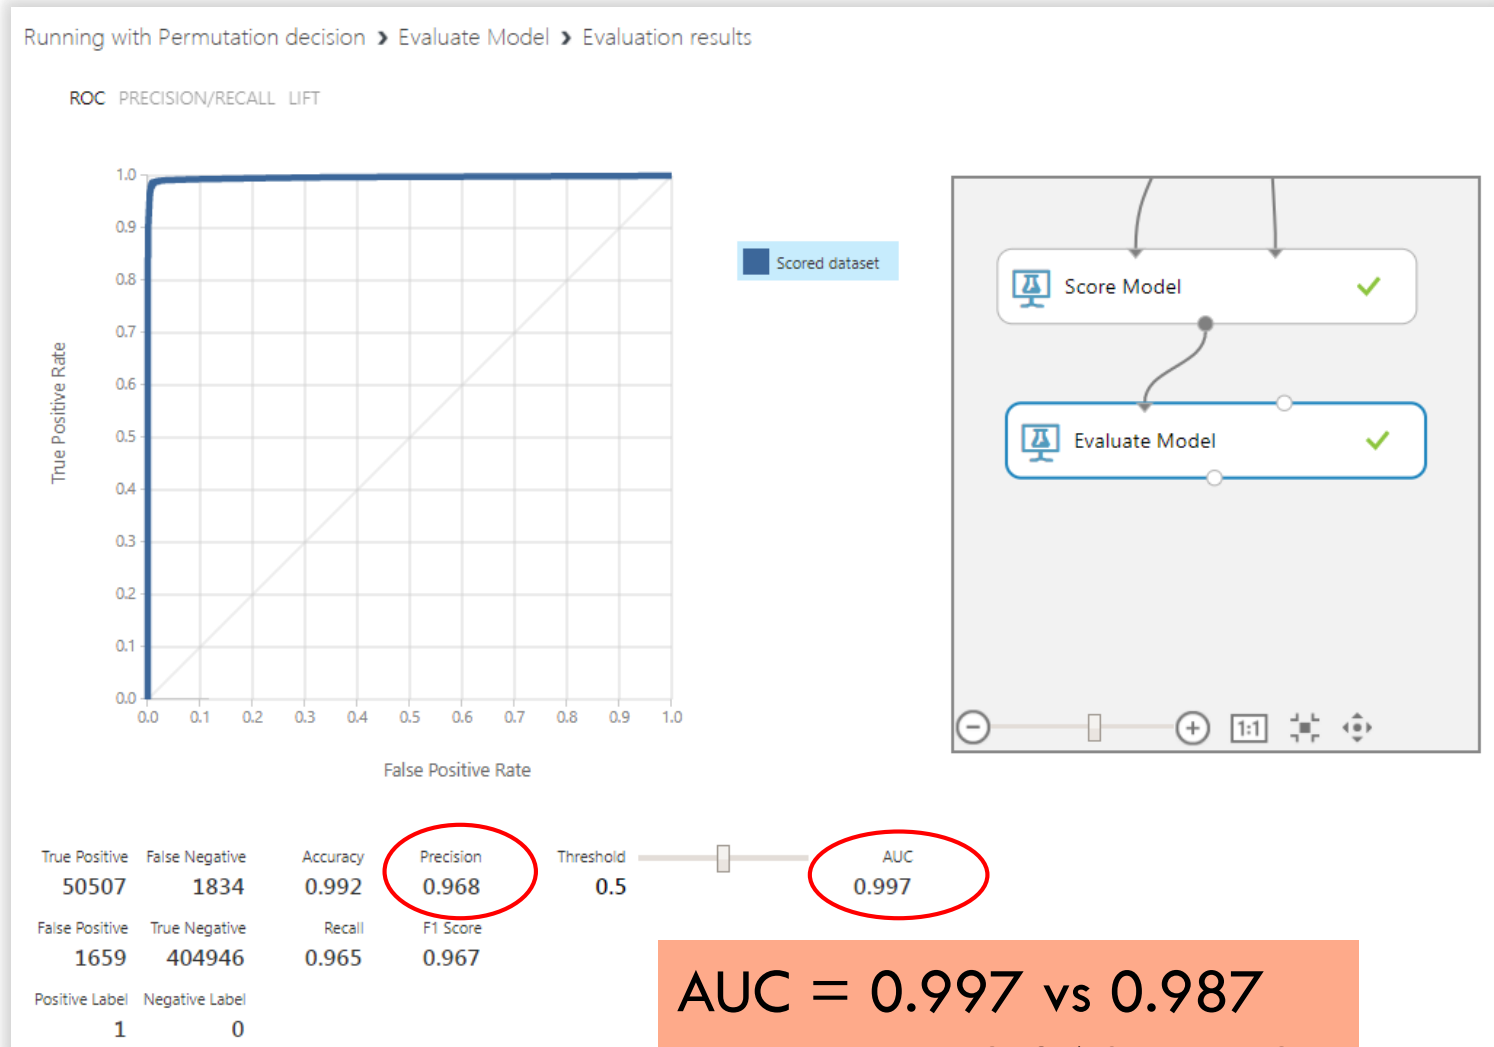 Running with Permutation decision > Evaluate Model > Evaluation results
ROC PRECISION/RECALL LIFT
1.0
0.9
0.8
0.7
0.6
0.5
0.4
0.3
0.2
0.1
0.0
True Positive Rate
0.0 0.1 0.2 0.3 0.4 0.5 0.6 0.7 0.8 0.9 1.0
False Positive Rate
Scored dataset
Score Model
Evaluate Model
1:1
True Positive False Negative Accuracy Precision Threshold AUC
50507 1834 0.992 0.968 0.5 0.997
False Positive True Negative Recall F1 Score
1659 404946 0.965 0.967
Positive Label Negative Label
1 0
AUC = 0.997 vs 0.987